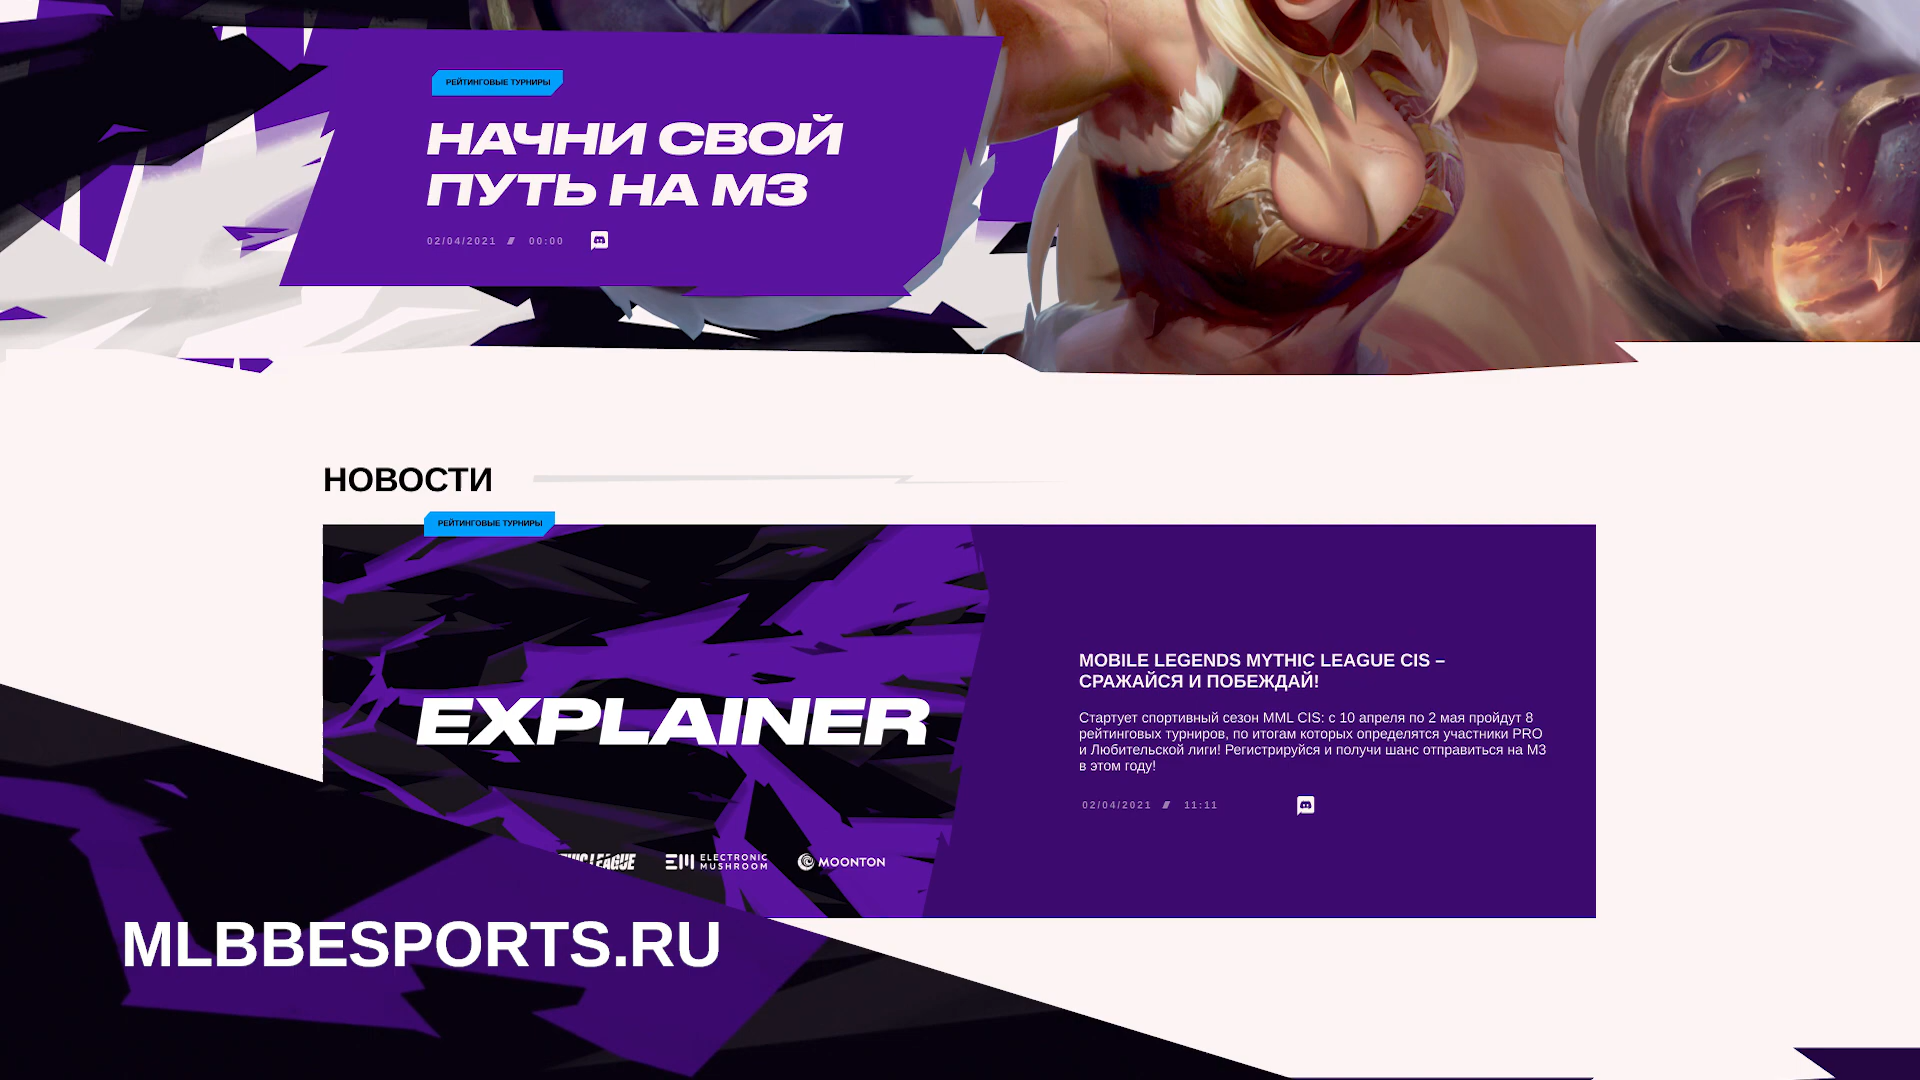 РЕЙТИНГОВЫЕ ТУРНИРЫ
НАЧНИ СВОЙ
ПУТЬ НА М3
02/04/2021 // 00:00
НОВОСТИ
РЕЙТИНГОВЫЕ ТУРНИРЫ
EXPLAINER
MOBILE LEGENDS MYTHIC LEAGUE CIS –
СРАЖАЙСЯ И ПОБЕЖДАЙ!
Стартует спортивный сезон MML CIS: с 10 апреля по 2 мая пройдут 8
рейтинговых турниров, по итогам которых определятся участники PRO
и Любительской лиги! Регистрируйся и получи шанс отправиться на М3
в этом году!
02/04/2021 // 11:11
LEAGUE
ELECTRONIC
MUSHROOM
MOONTON
MLBBESPORTS.RU